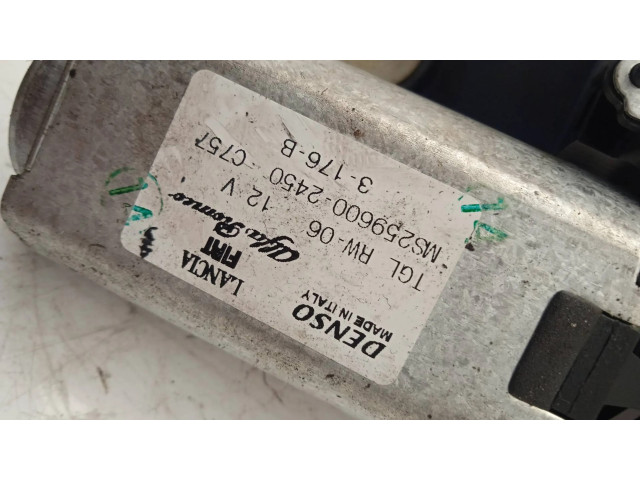 DENSO
MADE IN ITALY
LANCIA
FIAT
Alfa Romeo
TGL RW-06 12 V
MS259600-2450-C757
3-176-B